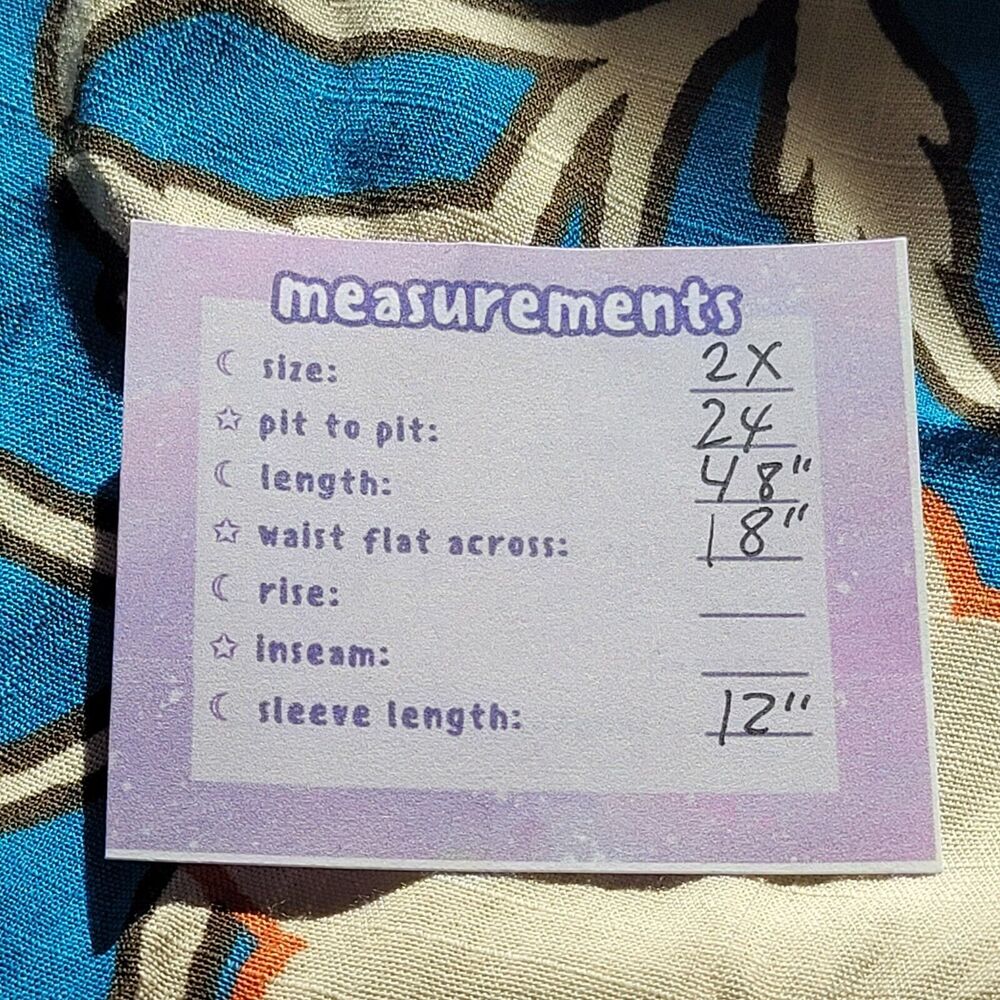 measurements
size: 2X
pit to pit: 24
length: 48"
waist flat across: 18"
rise:
inseam:
sleeve length: 12"